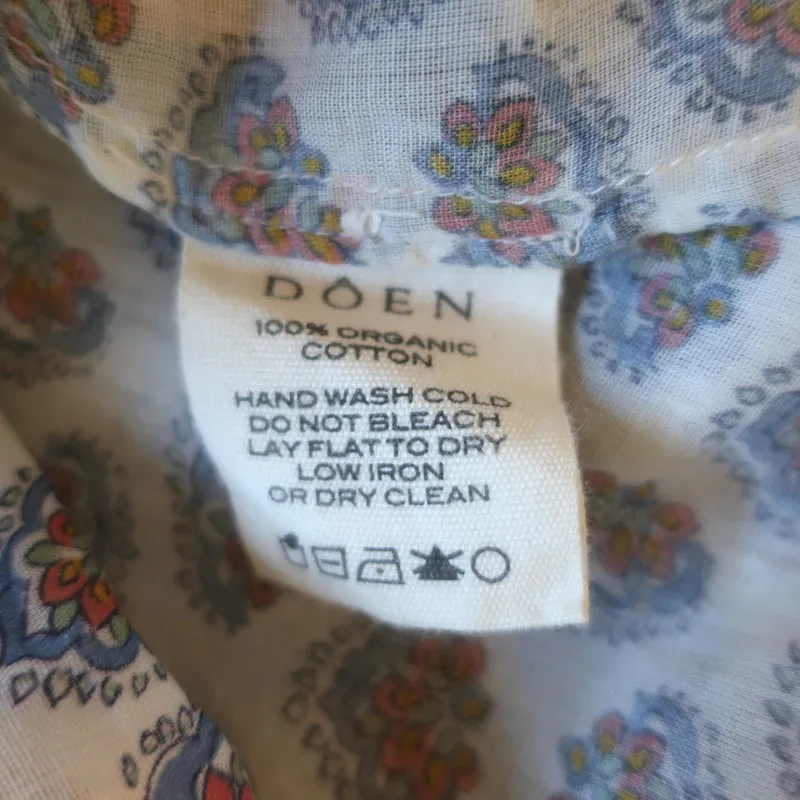 DÔEN
100% ORGANIC
COTTON
HAND WASH COLD
DO NOT BLEACH
LAY FLAT TO DRY
LOW IRON
OR DRY CLEAN